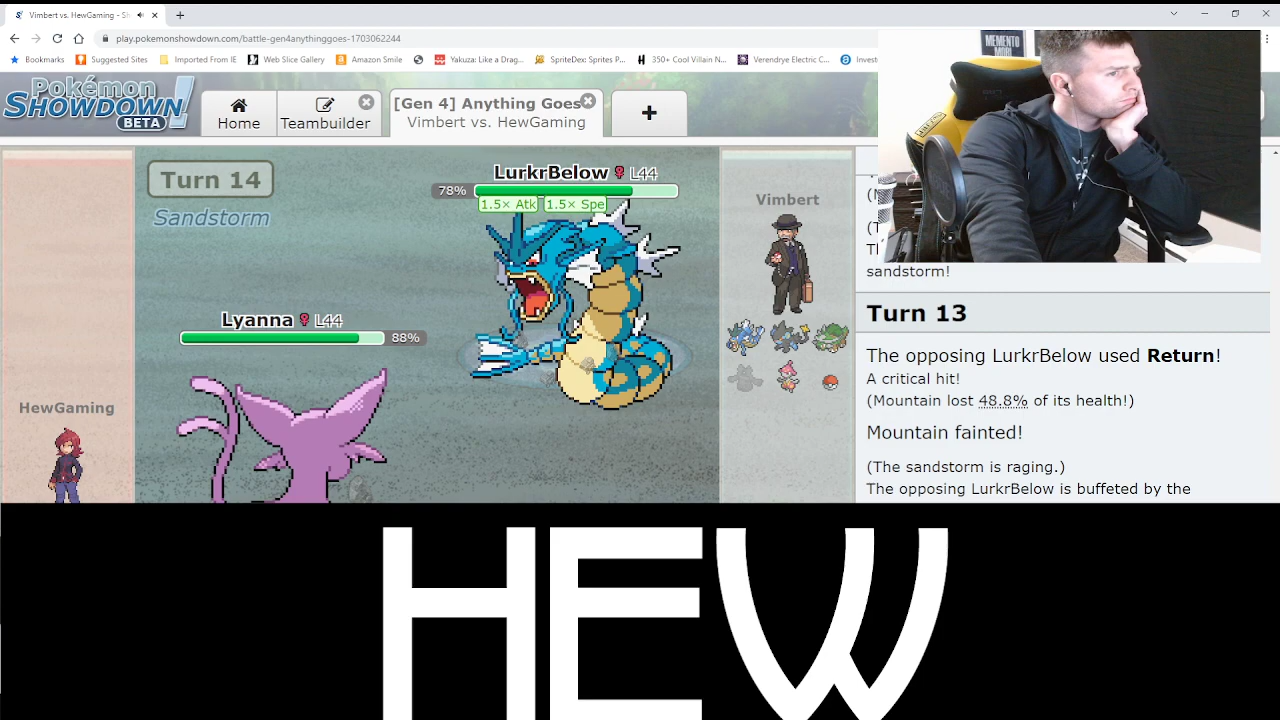 Vimbert vs. HewGaming - S
play.pokemonshowdown.com/battle-gen4anythinggoes-1703062244
Bookmarks Suggested Sites Imported From IE Web Slice Gallery Amazon Smile Yakuza: Like a Drag... SpriteDex: Sprites P... 350+ Cool Villain N... Verendrye Electric C... Invest
MEMENTO
MORI
Pokémon
SHOWDOWN!
BETA
Home
Teambuilder
[Gen 4] Anything Goes
Vimbert vs. HewGaming
+
Turn 14
Sandstorm
LurkrBelow ♀ L44
78%
1.5× Atk 1.5× Spe
Lyanna ♀ L44
88%
HewGaming
Vimbert
(T
Th
sandstorm!
Turn 13
The opposing LurkrBelow used Return!
A critical hit!
(Mountain lost 48.8% of its health!)
Mountain fainted!
(The sandstorm is raging.)
The opposing LurkrBelow is buffeted by the
HEW